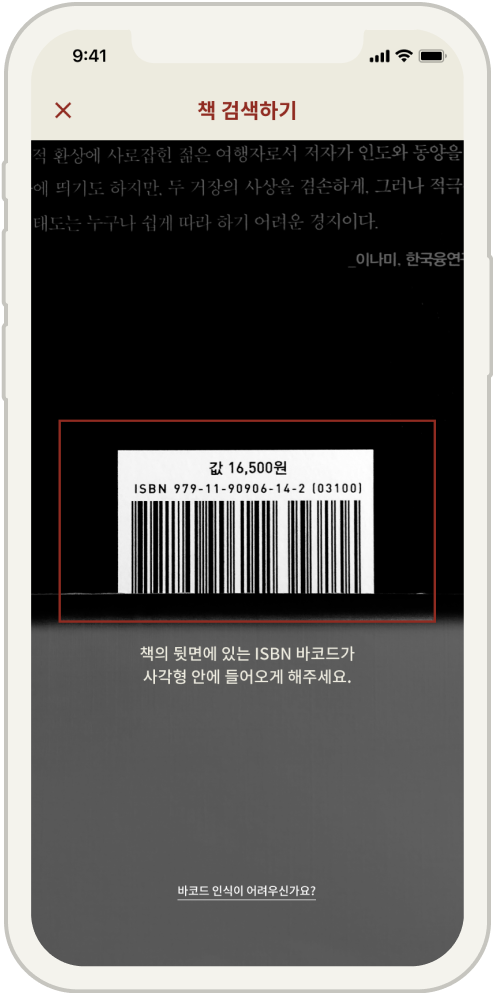 9:41
책 검색하기
적 환상에 사로잡힌 젊은 여행자로서 저자가 인도와 동양을
에 띄기도 하지만, 두 거장의 사상을 겸손하게, 그러나 적극
태도는 누구나 쉽게 따라 하기 어려운 경지이다.
_이나미, 한국융연구
값 16,500원
ISBN 979-11-90906-14-2 (03100)
책의 뒷면에 있는 ISBN 바코드가
사각형 안에 들어오게 해주세요.
바코드 인식이 어려우신가요?